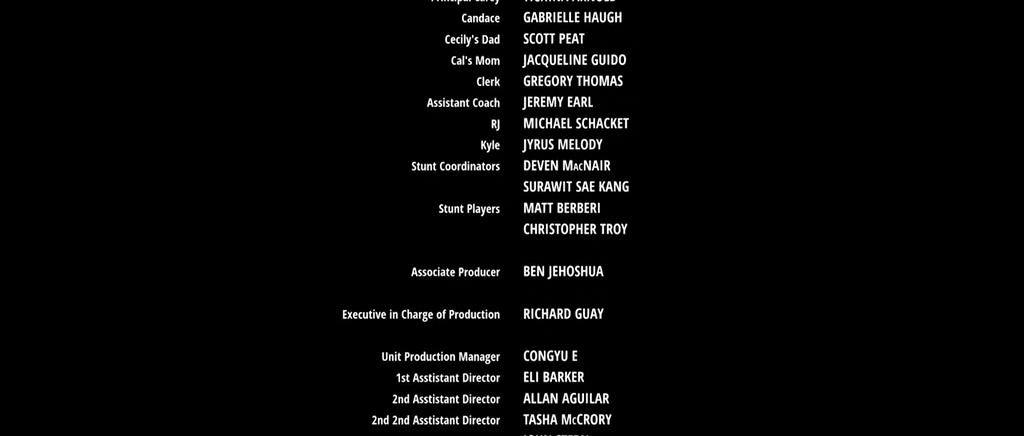 Candace GABRIELLE HAUGH
Cecily's Dad SCOTT PEAT
Cal's Mom JACQUELINE GUIDO
Clerk GREGORY THOMAS
Assistant Coach JEREMY EARL
RJ MICHAEL SCHACKET
Kyle JYRUS MELODY
Stunt Coordinators DEVEN MACNAIR
SURAWIT SAE KANG
Stunt Players MATT BERBERI
CHRISTOPHER TROY
Associate Producer BEN JEHOSHUA
Executive in Charge of Production RICHARD GUAY
Unit Production Manager CONGYU E
1st Asstistant Director ELI BARKER
2nd Asstistant Director ALLAN AGUILAR
2nd 2nd Asstistant Director TASHA McCRORY